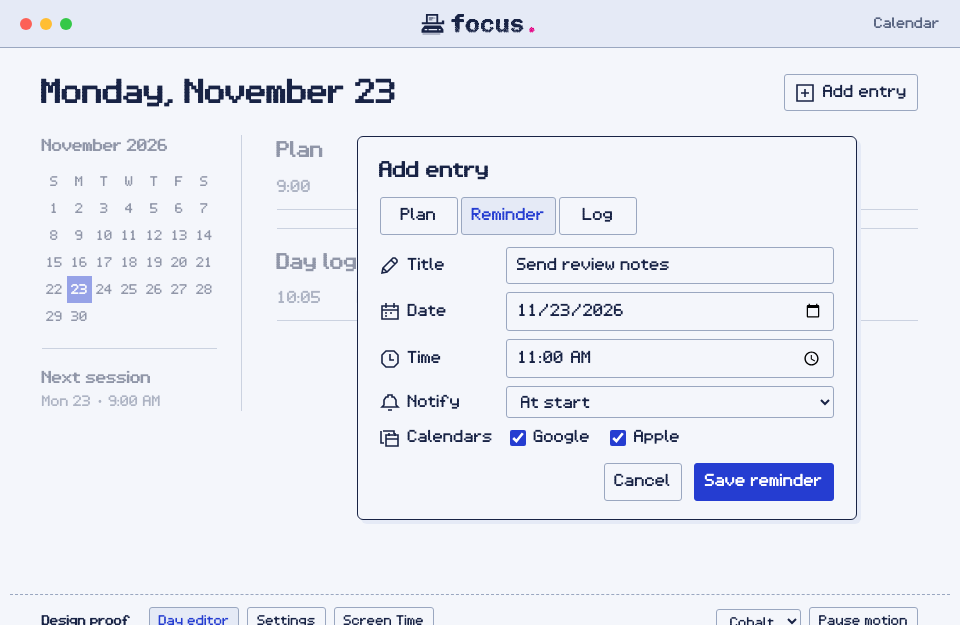 focus.
Calendar
Monday, November 23
Add entry
November 2026
S M T W T F S
1 2 3 4 5 6 7
8 9 10 11 12 13 14
15 16 17 18 19 20 21
22 23 24 25 26 27 28
29 30
Next session
Mon 23 · 9:00 AM
Plan
9:00
Day log
10:05
Add entry
Plan Reminder Log
Title Send review notes
Date 11/23/2026
Time 11:00 AM
Notify At start
Calendars Google Apple
Cancel Save reminder
Design proof Day editor Settings Screen Time Cobalt Pause motion